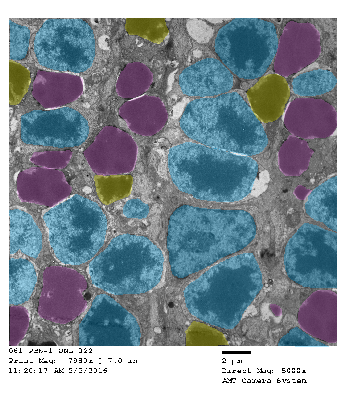 Print Mag: 7980x @ 7.0 in
11:20:17 AM 5/3/2016
2 µm
Direct Mag: 5000x
AMT Camera System